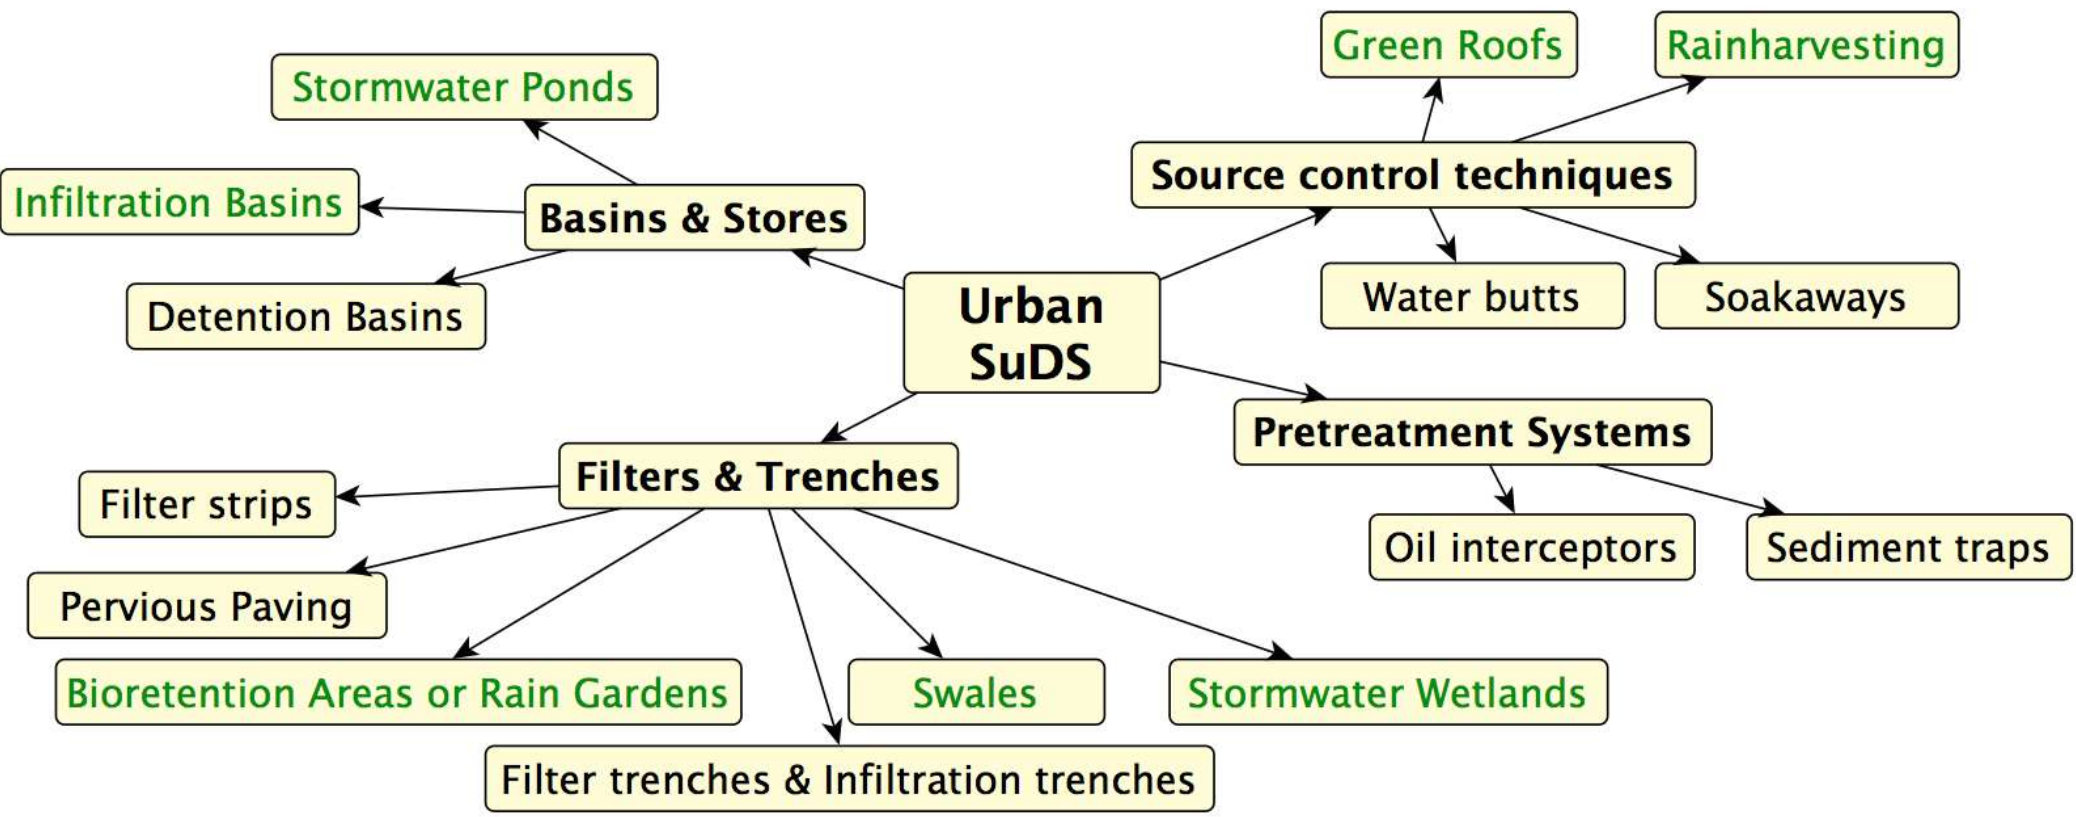 Green Roofs
Rainharvesting
Stormwater Ponds
Source control techniques
Infiltration Basins
Basins & Stores
Water butts
Soakaways
Detention Basins
Urban
SuDS
Pretreatment Systems
Filters & Trenches
Filter strips
Oil interceptors
Sediment traps
Pervious Paving
Bioretention Areas or Rain Gardens
Swales
Stormwater Wetlands
Filter trenches & Infiltration trenches